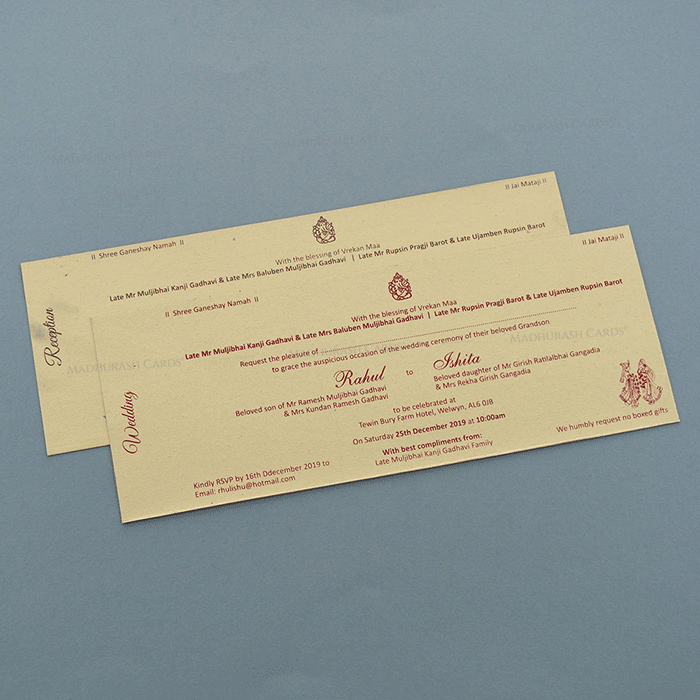 II Jai Mataji II
II Shree Ganeshay Namah II
With the blessing of Vrekan Maa
Late Mr Muljibhai Kanji Gadhavi & Late Mrs Baluben Muljibhai Gadhavi | Late Mr Rupsin Pragji Barot & Late Ujamben Rupsin Barot
Reception
II Jai Mataji II
II Shree Ganeshay Namah II
With the blessing of Vrekan Maa
Late Mr Muljibhai Kanji Gadhavi & Late Mrs Baluben Muljibhai Gadhavi | Late Mr Rupsin Pragji Barot & Late Ujamben Rupsin Barot
Request the pleasure of
to grace the auspicious occasion of the wedding ceremony of their beloved Grandson
Rahul to Ishita
Beloved son of Mr Ramesh Muljibhai Gadhavi
& Mrs Kundan Ramesh Gadhavi
Beloved daughter of Mr Girish Ratilalbhai Gangadia
& Mrs Rekha Girish Gangadia
Wedding
to be celebrated at
Tewin Bury Farm Hotel, Welwyn, AL6 0JB
On Saturday 25th December 2019 at 10:00am
We humbly request no boxed gifts
With best compliments from:
Late Muljibhai Kanji Gadhavi Family
Kindly RSVP by 16th Ddecember 2019 to
Email: rhulishu@hotmail.com
MADHURASH CARDS
MADHURASH CARDS